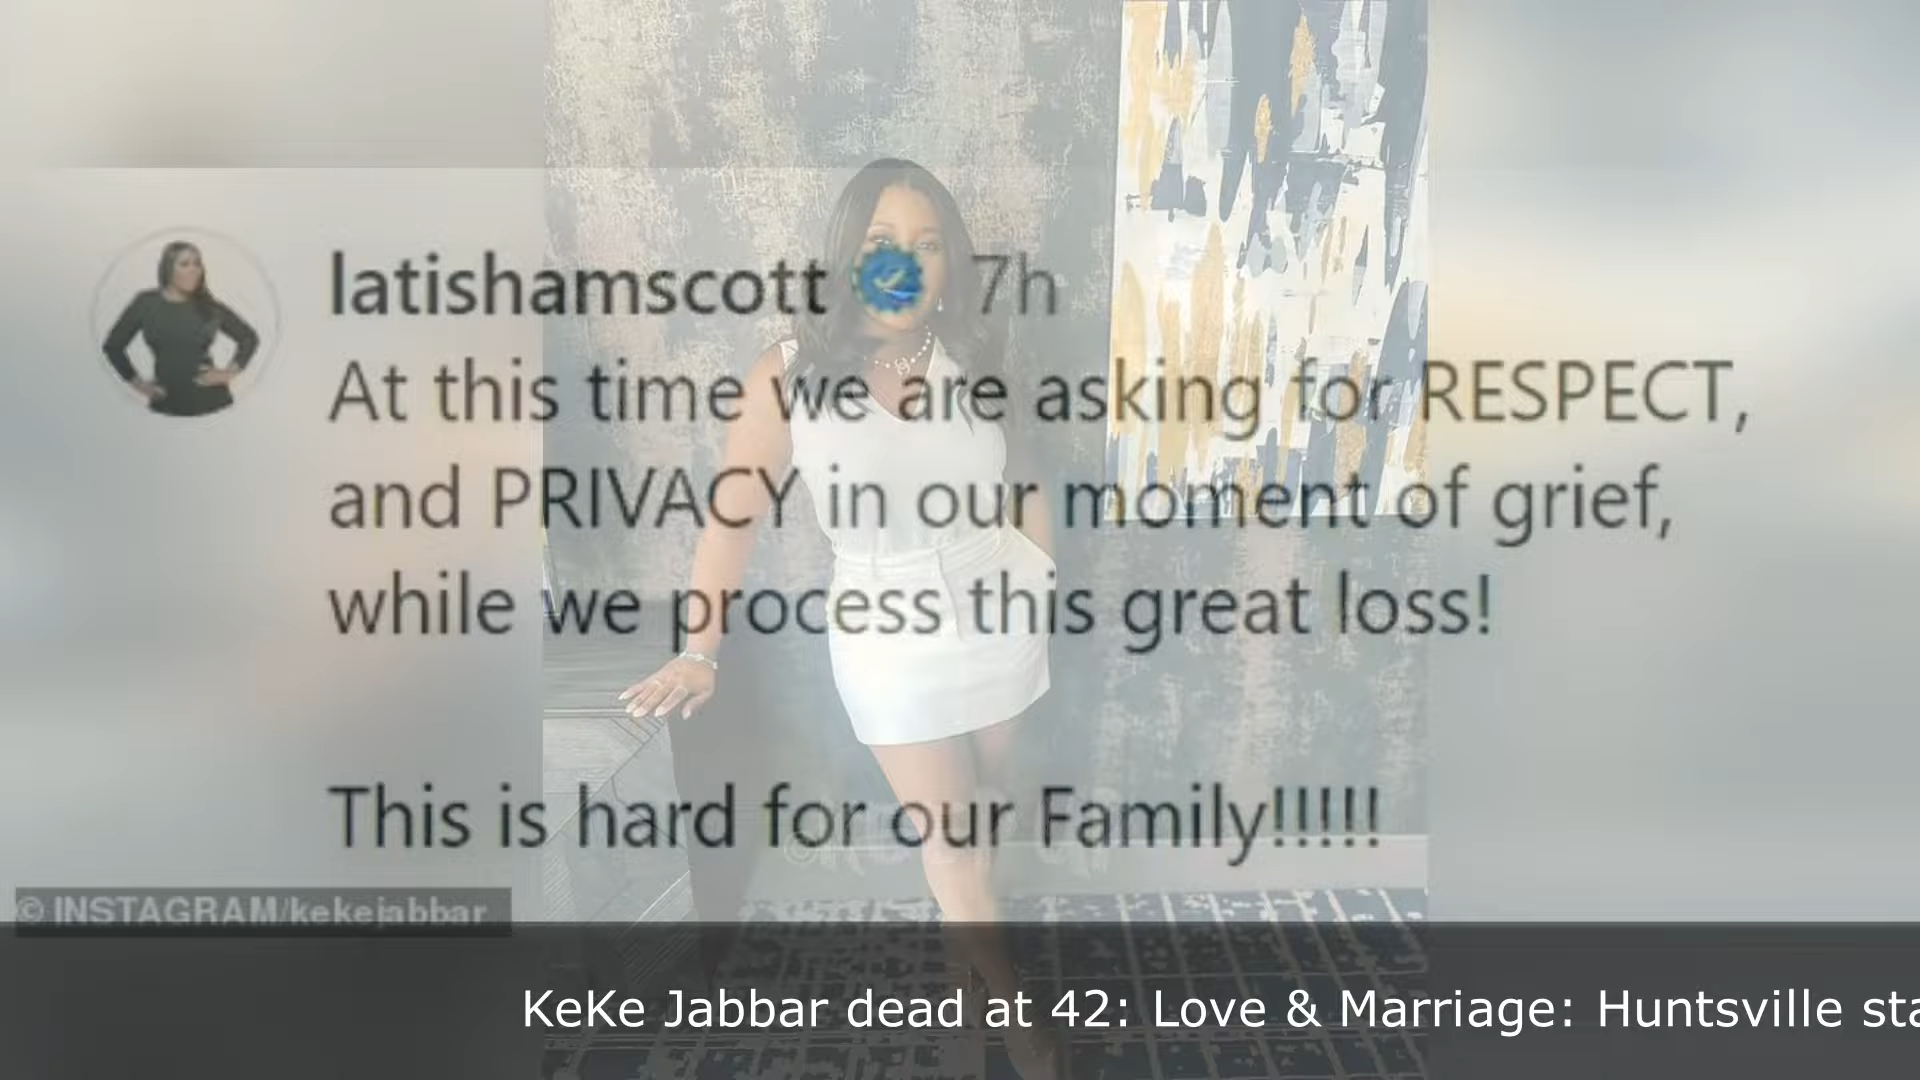 latishamscott 7h
At this time we are asking for RESPECT,
and PRIVACY in our moment of grief,
while we process this great loss!
This is hard for our Family!!!!!
© INSTAGRAM/kekejabbar
KeKe Jabbar dead at 42: Love & Marriage: Huntsville sta